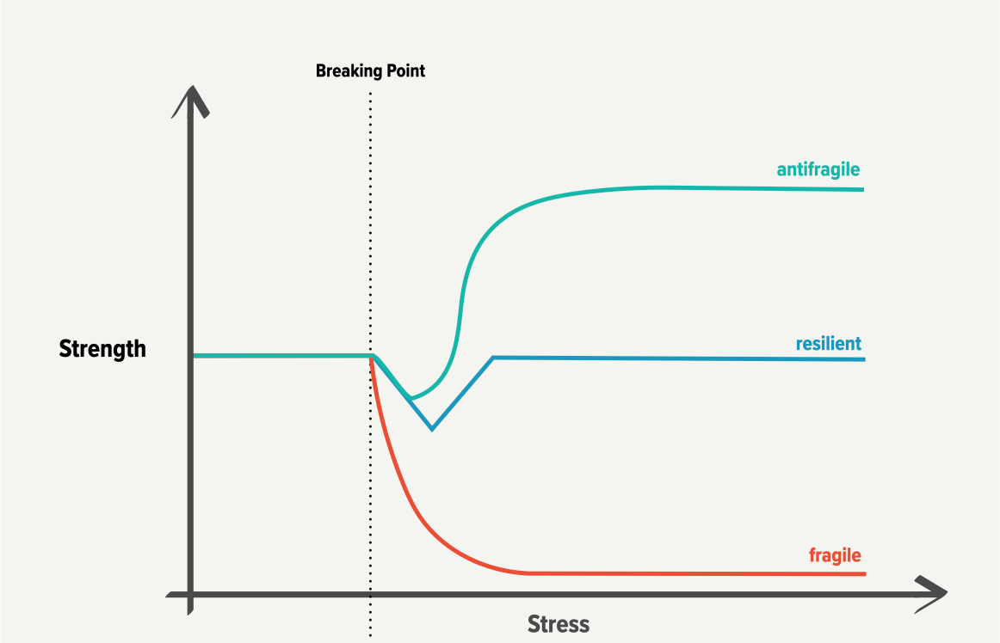 Breaking Point
antifragile
Strength
resilient
fragile
Stress